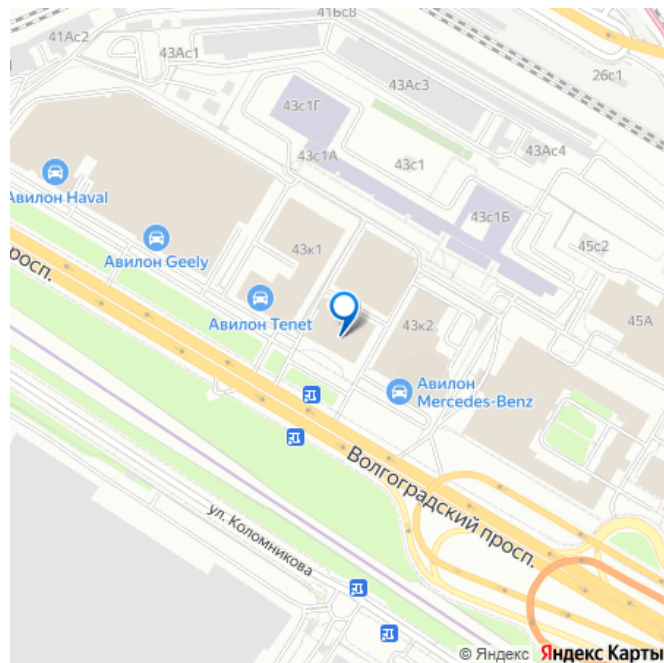 41Бс8
41Ас2
43Ас1
43Ас3
26с1
43с1Г
43с1А
43с1
43Ас4
Авилон Haval
43с1Б
45с2
43к1
Авилон Geely
просп.
Авилон Tenet
43к2
45А
Авилон
Mercedes-Benz
Волгоградский просп.
ул. Коломникова
© Яндекс Яндекс Карты